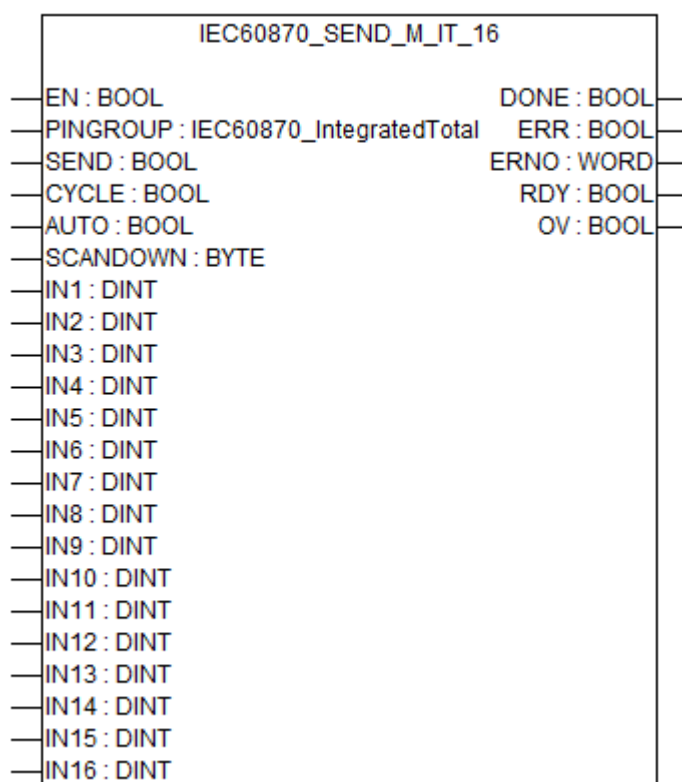 IEC60870_SEND_M_IT_16
EN : BOOL DONE : BOOL
PINGROUP : IEC60870_IntegratedTotal ERR : BOOL
SEND : BOOL ERNO : WORD
CYCLE : BOOL RDY : BOOL
AUTO : BOOL OV : BOOL
SCANDOWN : BYTE
IN1 : DINT
IN2 : DINT
IN3 : DINT
IN4 : DINT
IN5 : DINT
IN6 : DINT
IN7 : DINT
IN8 : DINT
IN9 : DINT
IN10 : DINT
IN11 : DINT
IN12 : DINT
IN13 : DINT
IN14 : DINT
IN15 : DINT
IN16 : DINT